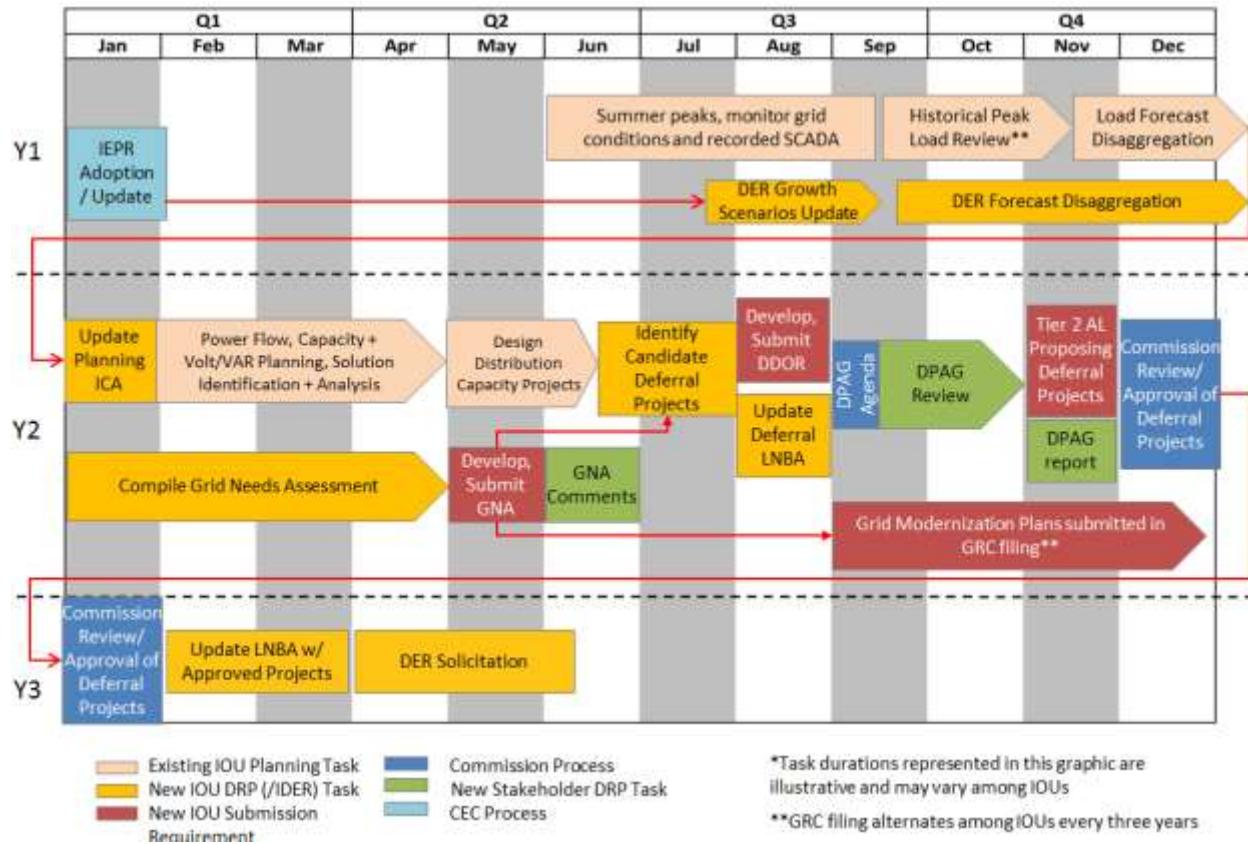 Q1 Q2 Q3 Q4
Jan Feb Mar Apr May Jun Jul Aug Sep Oct Nov Dec
Y1
IEPR
Adoption
/ Update
Summer peaks, monitor grid
conditions and recorded SCADA
Historical Peak
Load Review**
Load Forecast
Disaggregation
DER Growth
Scenarios Update
DER Forecast Disaggregation
Y2
Update
Planning
ICA
Power Flow, Capacity +
Volt/VAR Planning, Solution
Identification + Analysis
Design
Distribution
Capacity Projects
Identify
Candidate
Deferral
Projects
Develop,
Submit
DDOR
Update
Deferral
LNBA
DPAG
Agenda
DPAG
Review
Tier 2 AL
Proposing
Deferral
Projects
DPAG
report
Commission
Review/
Approval of
Deferral
Projects
Compile Grid Needs Assessment
Develop,
Submit
GNA
GNA
Comments
Grid Modernization Plans submitted in
GRC filing**
Y3
Commission
Review/
Approval of
Deferral
Projects
Update LNBA w/
Approved Projects
DER Solicitation
Existing IOU Planning Task
New IOU DRP (/IDER) Task
New IOU Submission
Requirement
Commission Process
New Stakeholder DRP Task
CEC Process
*Task durations represented in this graphic are
illustrative and may vary among IOUs
**GRC filing alternates among IOUs every three years